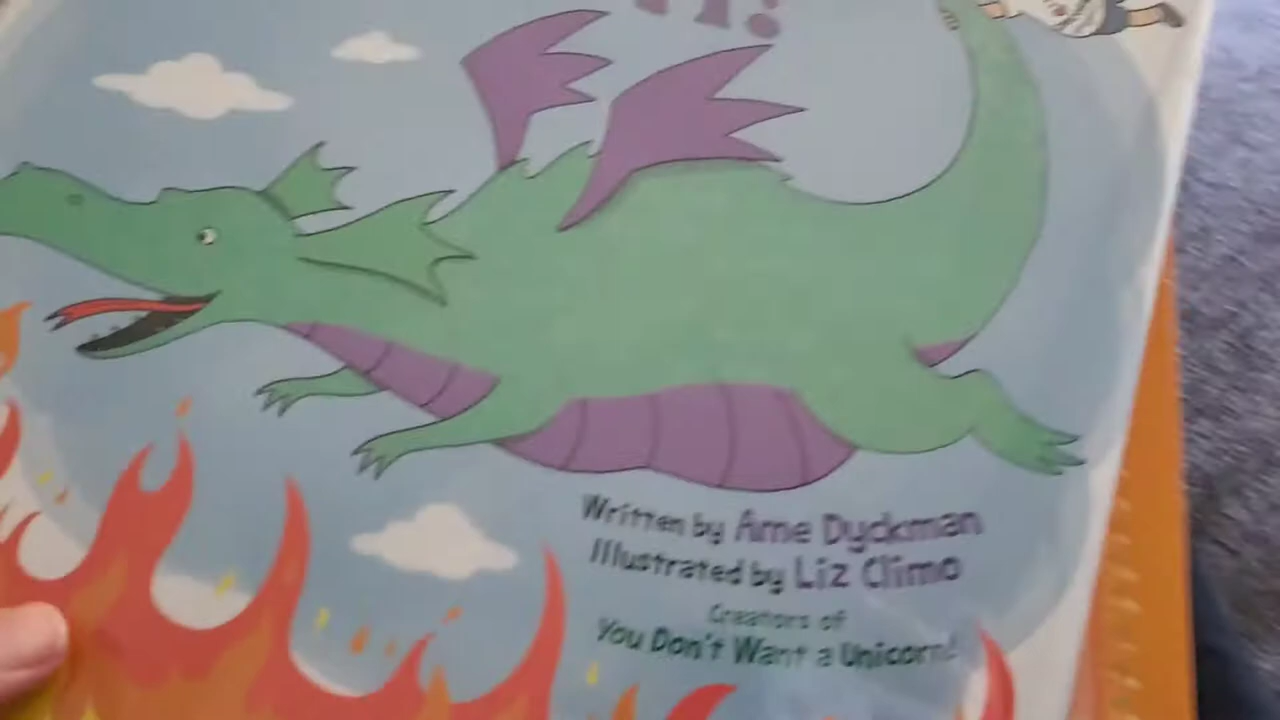 Written by Ame Dyckman
Illustrated by Liz Climo
Creators of
You Don't Want a Unicorn!